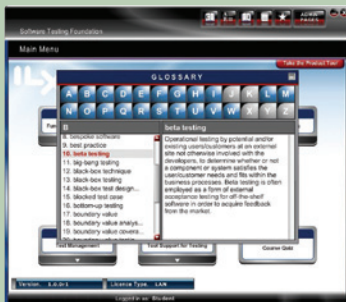 Software Testing Foundation
ADMIN PAGES
Main Menu
Take the Product Tour
GLOSSARY
A B C D E F G H I J K L M
N O P Q R S T U V W X Y Z
B
8. bespoke software
9. best practice
10. beta testing
11. big-bang testing
12. black-box technique
13. black-box testing
14. black-box test design...
15. blocked test case
16. bottom-up testing
17. boundary value
18. boundary value analys...
19. boundary value covera...
beta testing
Operational testing by potential and/or
existing users/customers at an external
site not otherwise involved with the
developers, to determine whether or not
a component or system satisfies the
user/customer needs and fits within the
business processes. Beta testing is often
employed as a form of external
acceptance testing for off-the-shelf
software in order to acquire feedback
from the market.
Test Management
Tool Support for Testing
Course Quiz
Version.
License Type. LAN
Logged in as: Student